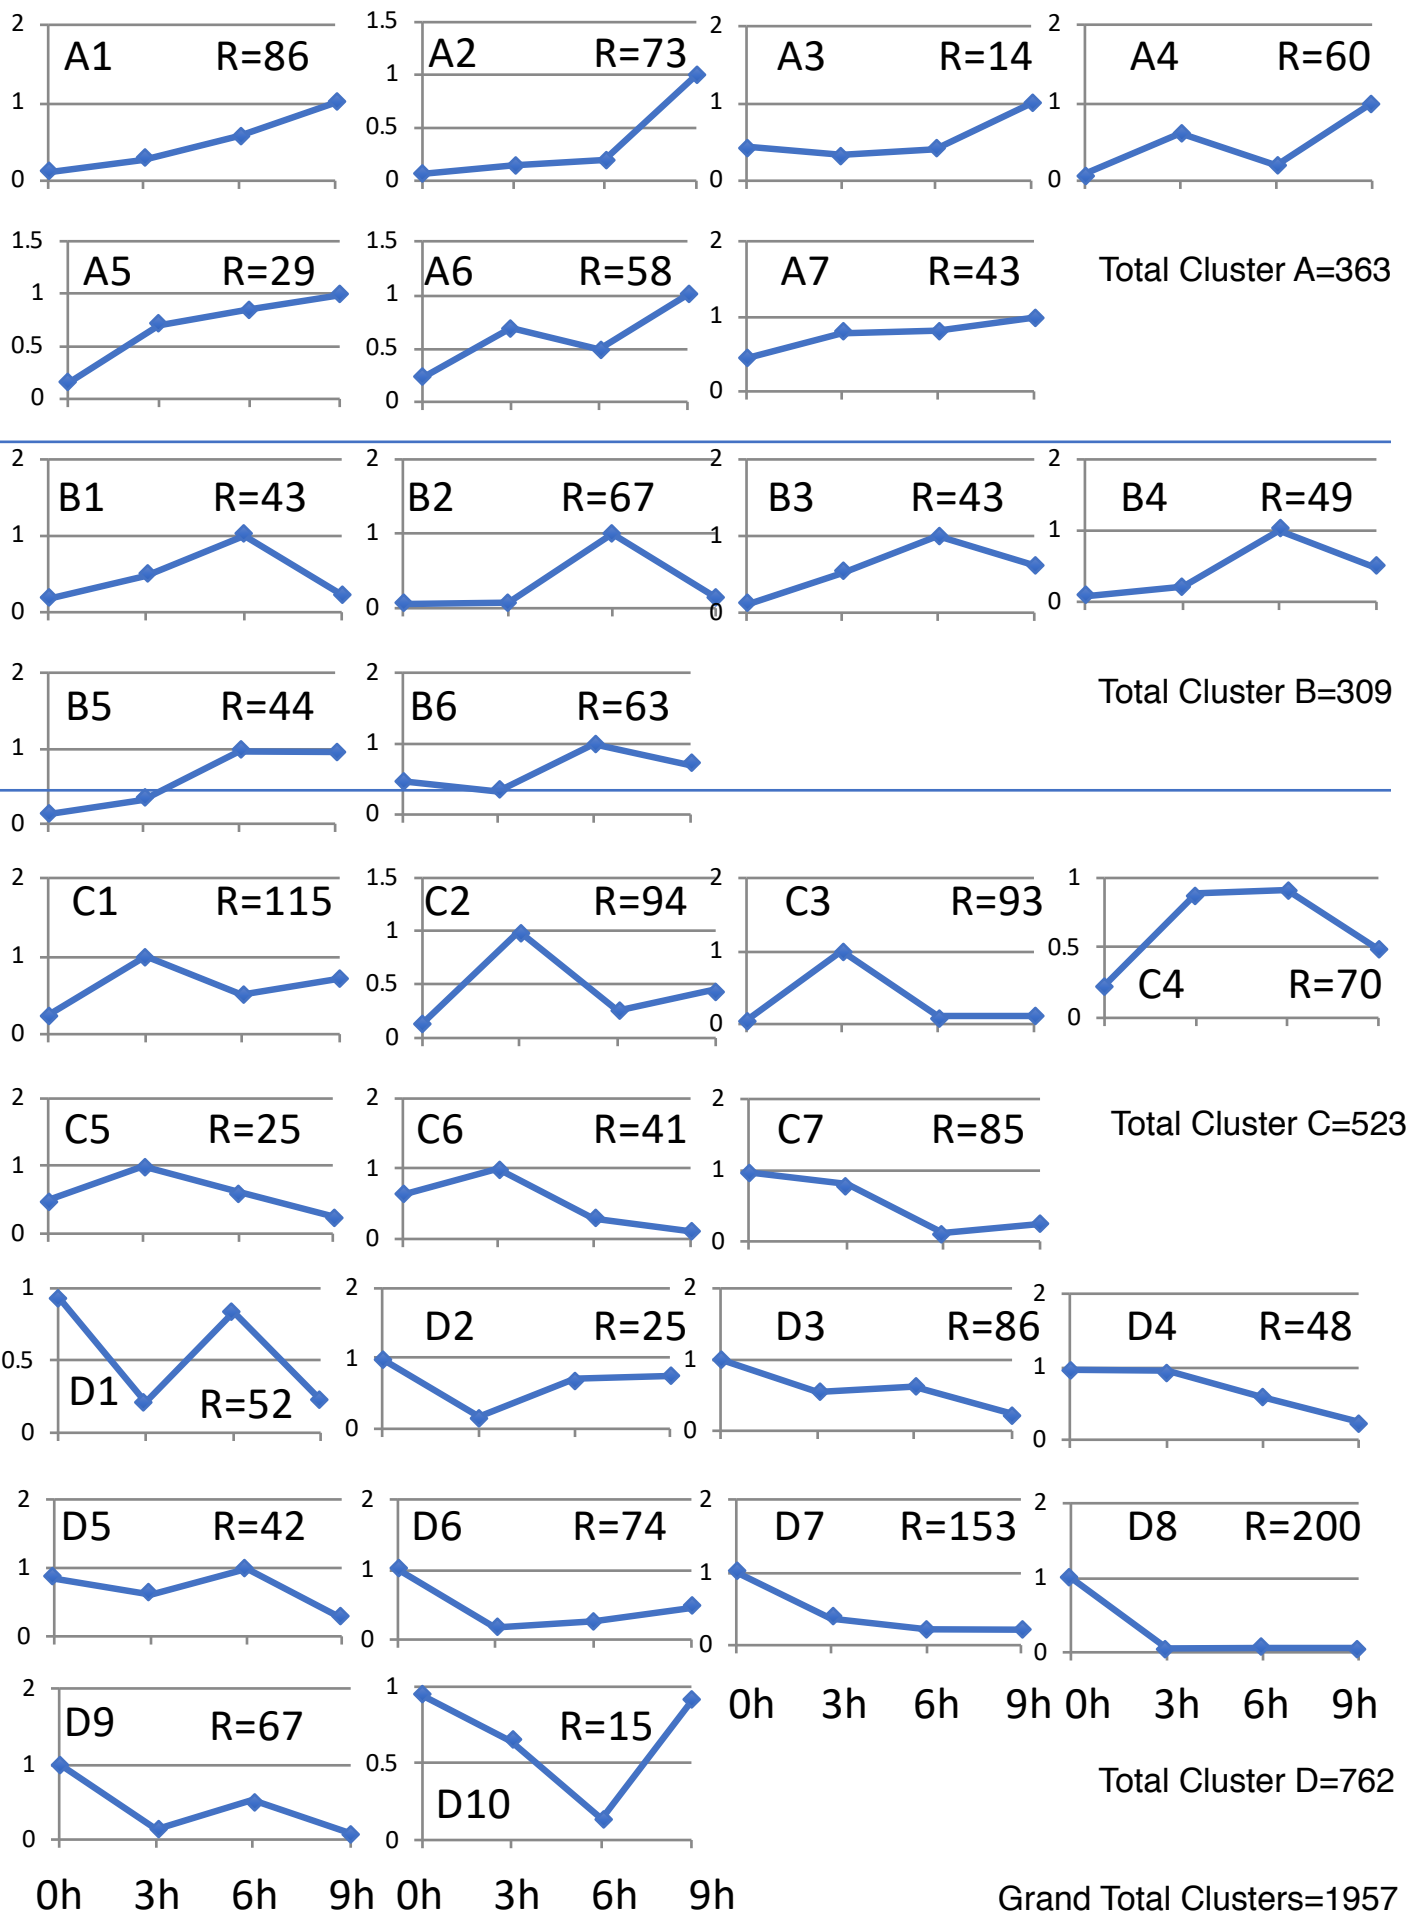 A1 R=86
2
1
0
A2 R=73
1.5
1
0.5
0
A3 R=14
2
1
0
A4 R=60
2
1
0
A5 R=29
1.5
1
0.5
0
A6 R=58
1.5
1
0.5
0
A7 R=43
2
1
0
Total Cluster A=363
B1 R=43
2
1
0
B2 R=67
2
1
0
B3 R=43
2
1
0
B4 R=49
2
1
0
B5 R=44
2
1
0
B6 R=63
2
1
0
Total Cluster B=309
C1 R=115
2
1
0
C2 R=94
1.5
1
0.5
0
C3 R=93
2
1
0
1
0.5
C4 R=70
0
C5 R=25
2
1
0
C6 R=41
2
1
0
C7 R=85
2
1
0
Total Cluster C=523
1
0.5
D1 R=52
0
D2 R=25
2
1
0
D3 R=86
2
1
0
D4 R=48
2
1
0
D5 R=42
2
1
0
D6 R=74
2
1
0
D7 R=153
2
1
0
D8 R=200
2
1
0
0h 3h 6h 9h 0h 3h 6h 9h
D9 R=67
2
1
0
1
R=15
0.5
D10
0
Total Cluster D=762
0h 3h 6h 9h 0h 3h 6h 9h
Grand Total Clusters=1957